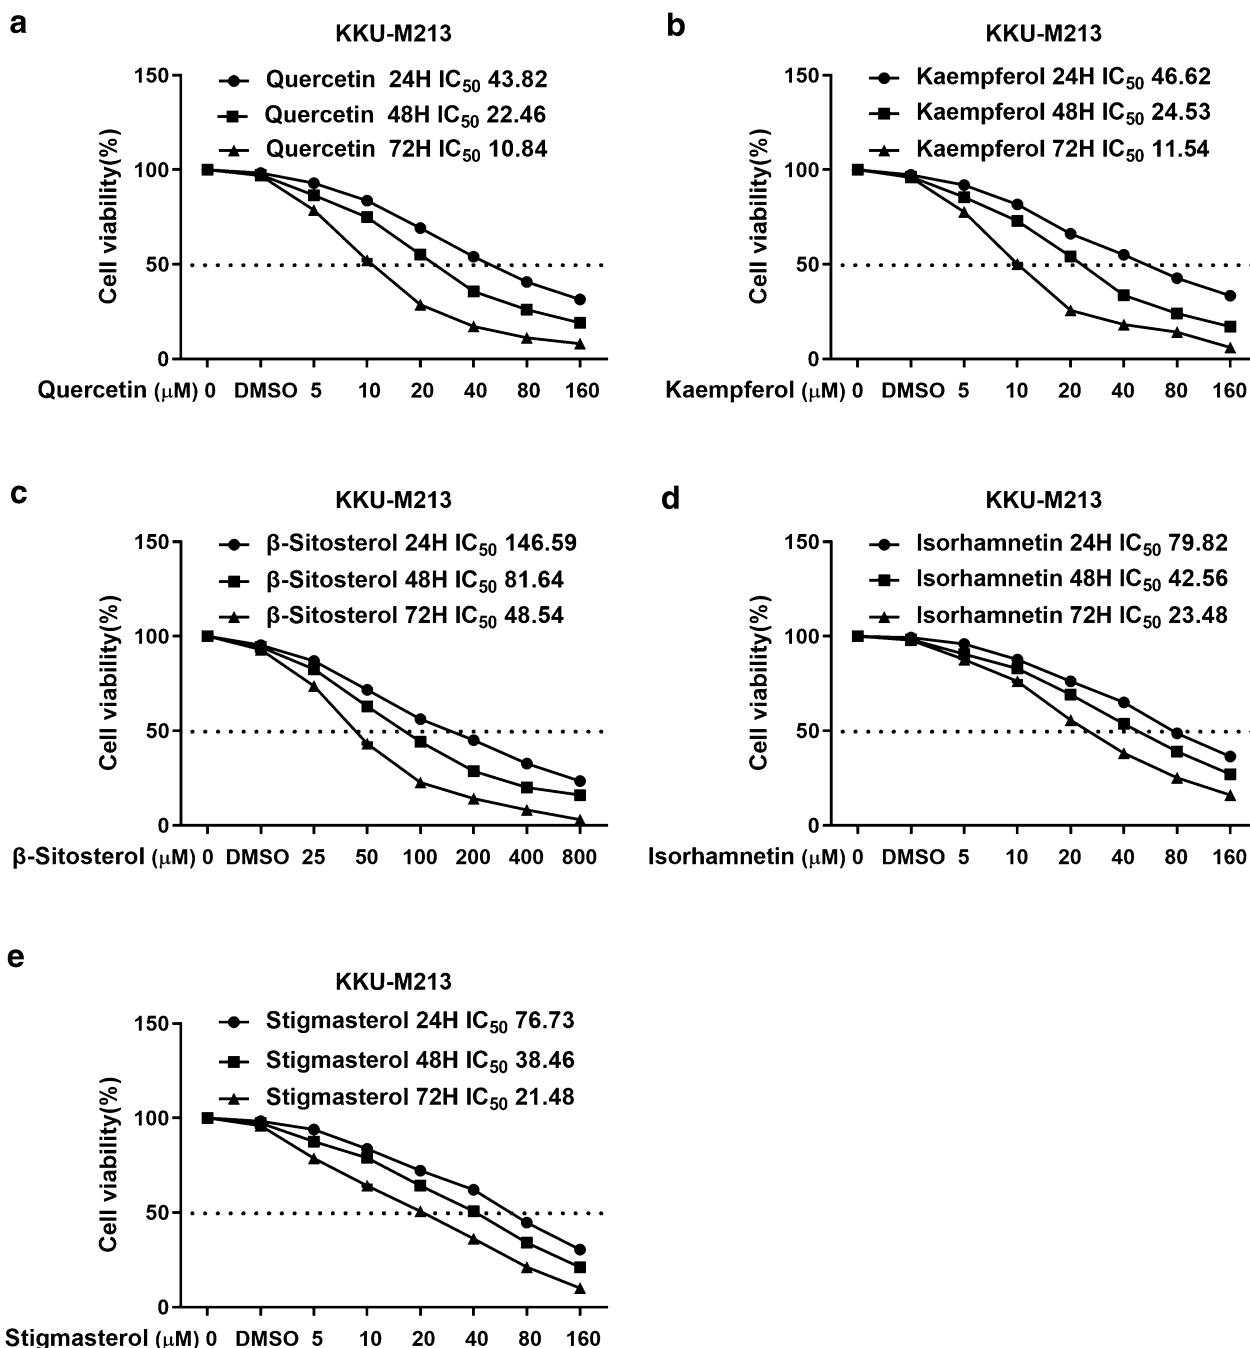 a
KKU-M213
150
100
50
0
Cell viability(%)
Quercetin 24H IC50 43.82
Quercetin 48H IC50 22.46
Quercetin 72H IC50 10.84
Quercetin (μM) 0 DMSO 5 10 20 40 80 160
b
KKU-M213
150
100
50
0
Cell viability(%)
Kaempferol 24H IC50 46.62
Kaempferol 48H IC50 24.53
Kaempferol 72H IC50 11.54
Kaempferol (μM) 0 DMSO 5 10 20 40 80 160
c
KKU-M213
150
100
50
0
Cell viability(%)
β-Sitosterol 24H IC50 146.59
β-Sitosterol 48H IC50 81.64
β-Sitosterol 72H IC50 48.54
β-Sitosterol (μM) 0 DMSO 25 50 100 200 400 800
d
KKU-M213
150
100
50
0
Cell viability(%)
Isorhamnetin 24H IC50 79.82
Isorhamnetin 48H IC50 42.56
Isorhamnetin 72H IC50 23.48
Isorhamnetin (μM) 0 DMSO 5 10 20 40 80 160
e
KKU-M213
150
100
50
0
Cell viability(%)
Stigmasterol 24H IC50 76.73
Stigmasterol 48H IC50 38.46
Stigmasterol 72H IC50 21.48
Stigmasterol (μM) 0 DMSO 5 10 20 40 80 160